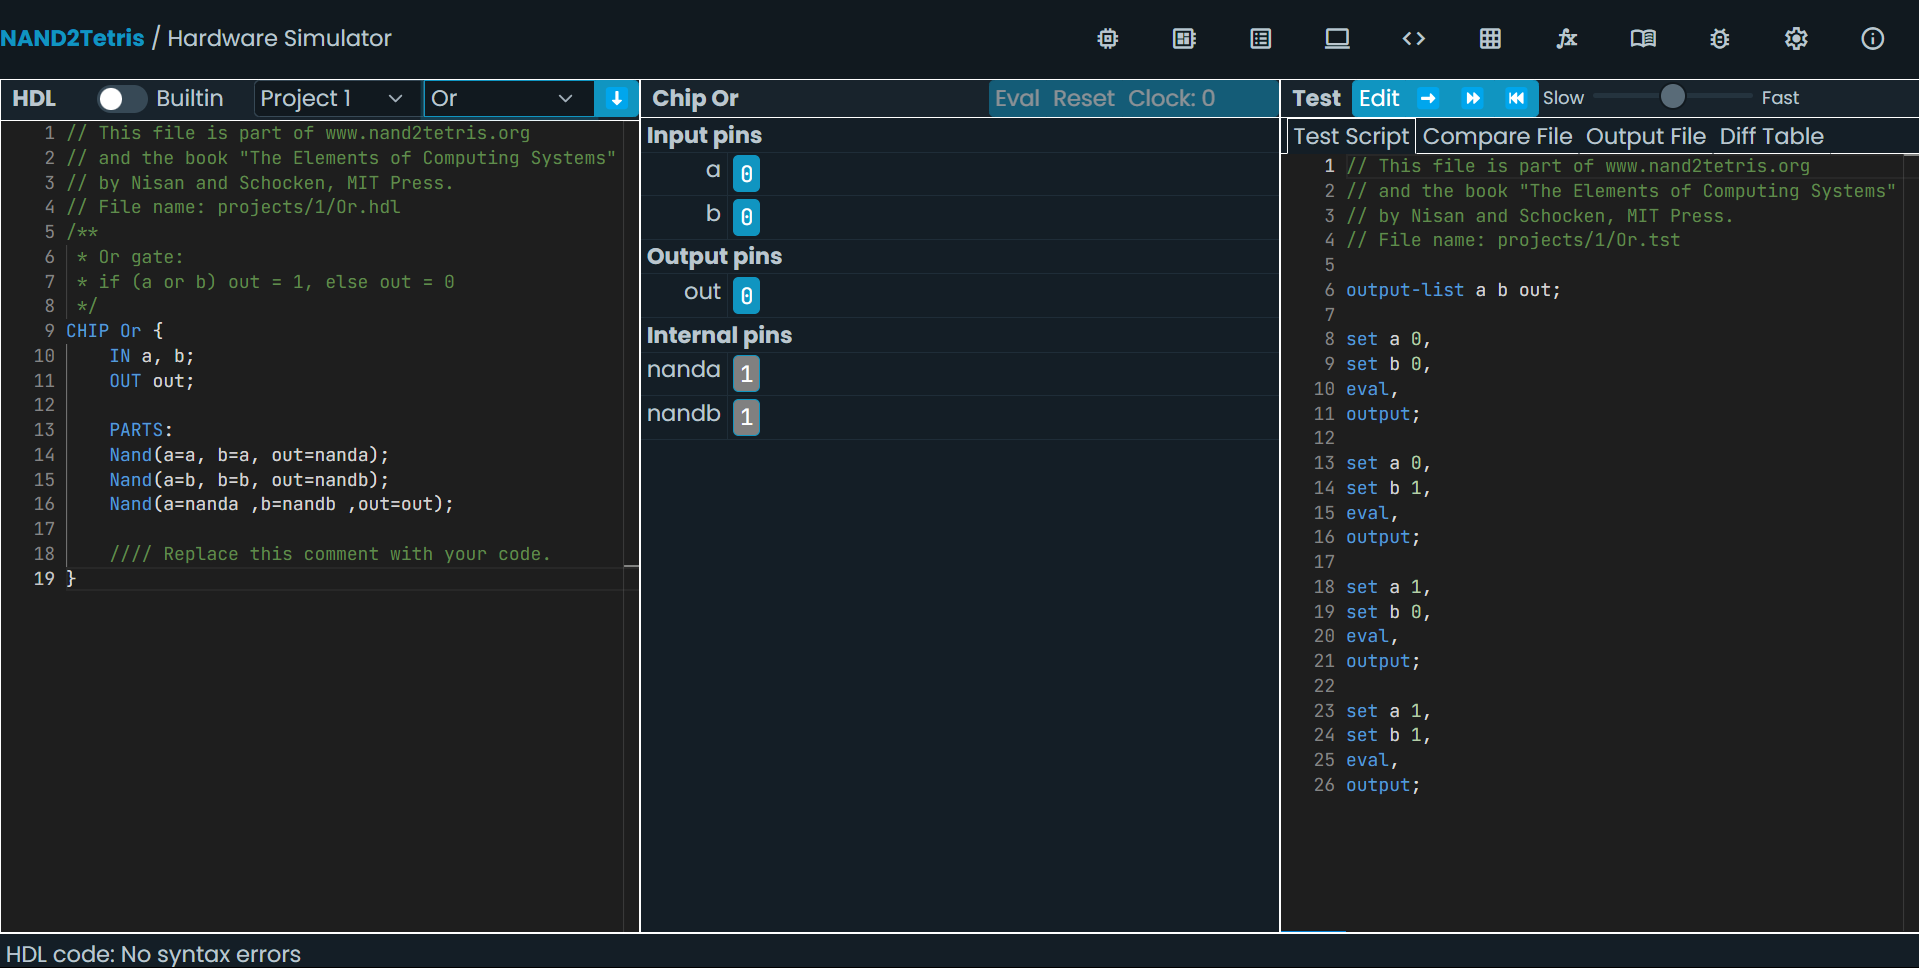 NAND2Tetris / Hardware Simulator
HDL Builtin Project 1 Or
1 // This file is part of www.nand2tetris.org
2 // and the book "The Elements of Computing Systems"
3 // by Nisan and Schocken, MIT Press.
4 // File name: projects/1/Or.hdl
5 /**
6 * Or gate:
7 * if (a or b) out = 1, else out = 0
8 */
9 CHIP Or {
10 IN a, b;
11 OUT out;
12
13 PARTS:
14 Nand(a=a, b=a, out=nanda);
15 Nand(a=b, b=b, out=nandb);
16 Nand(a=nanda ,b=nandb ,out=out);
17
18 //// Replace this comment with your code.
19 }
Chip Or Eval Reset Clock: 0
Input pins
a 0
b 0
Output pins
out 0
Internal pins
nanda 1
nandb 1
Test Edit Slow Fast
Test Script Compare File Output File Diff Table
1 // This file is part of www.nand2tetris.org
2 // and the book "The Elements of Computing Systems"
3 // by Nisan and Schocken, MIT Press.
4 // File name: projects/1/Or.tst
5
6 output-list a b out;
7
8 set a 0,
9 set b 0,
10 eval,
11 output;
12
13 set a 0,
14 set b 1,
15 eval,
16 output;
17
18 set a 1,
19 set b 0,
20 eval,
21 output;
22
23 set a 1,
24 set b 1,
25 eval,
26 output;
HDL code: No syntax errors